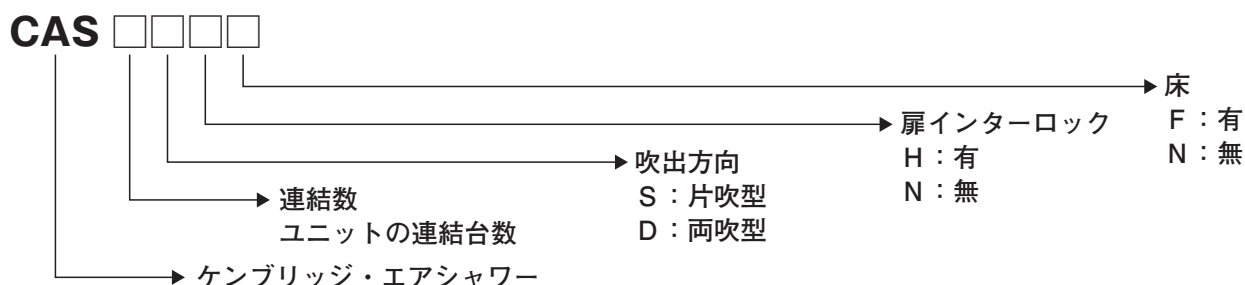 CAS □□□□
床
F：有
N：無
扉インターロック
H：有
N：無
吹出方向
S：片吹型
D：両吹型
連結数
ユニットの連結台数
ケンブリッジ・エアシャワー